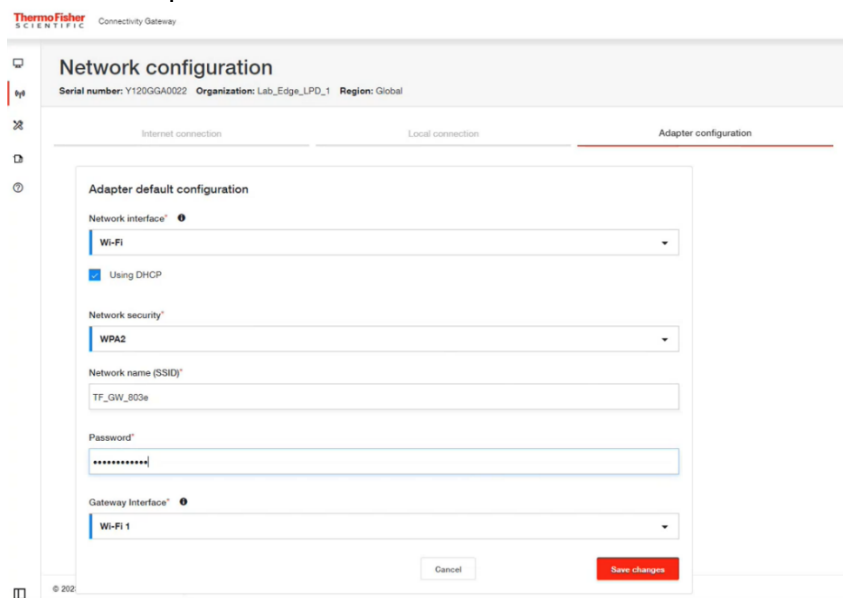 ThermoFisher
SCIENTIFIC
Connectivity Gateway
Network configuration
Serial number: Y120GGA0022 Organization: Lab_Edge_LPD_1 Region: Global
Internet connection
Local connection
Adapter configuration
Adapter default configuration
Network interface*
Wi-Fi
Using DHCP
Network security*
WPA2
Network name (SSID)*
TF_GW_803e
Password*
••••••••••••
Gateway Interface*
Wi-Fi 1
Cancel
Save changes
© 202